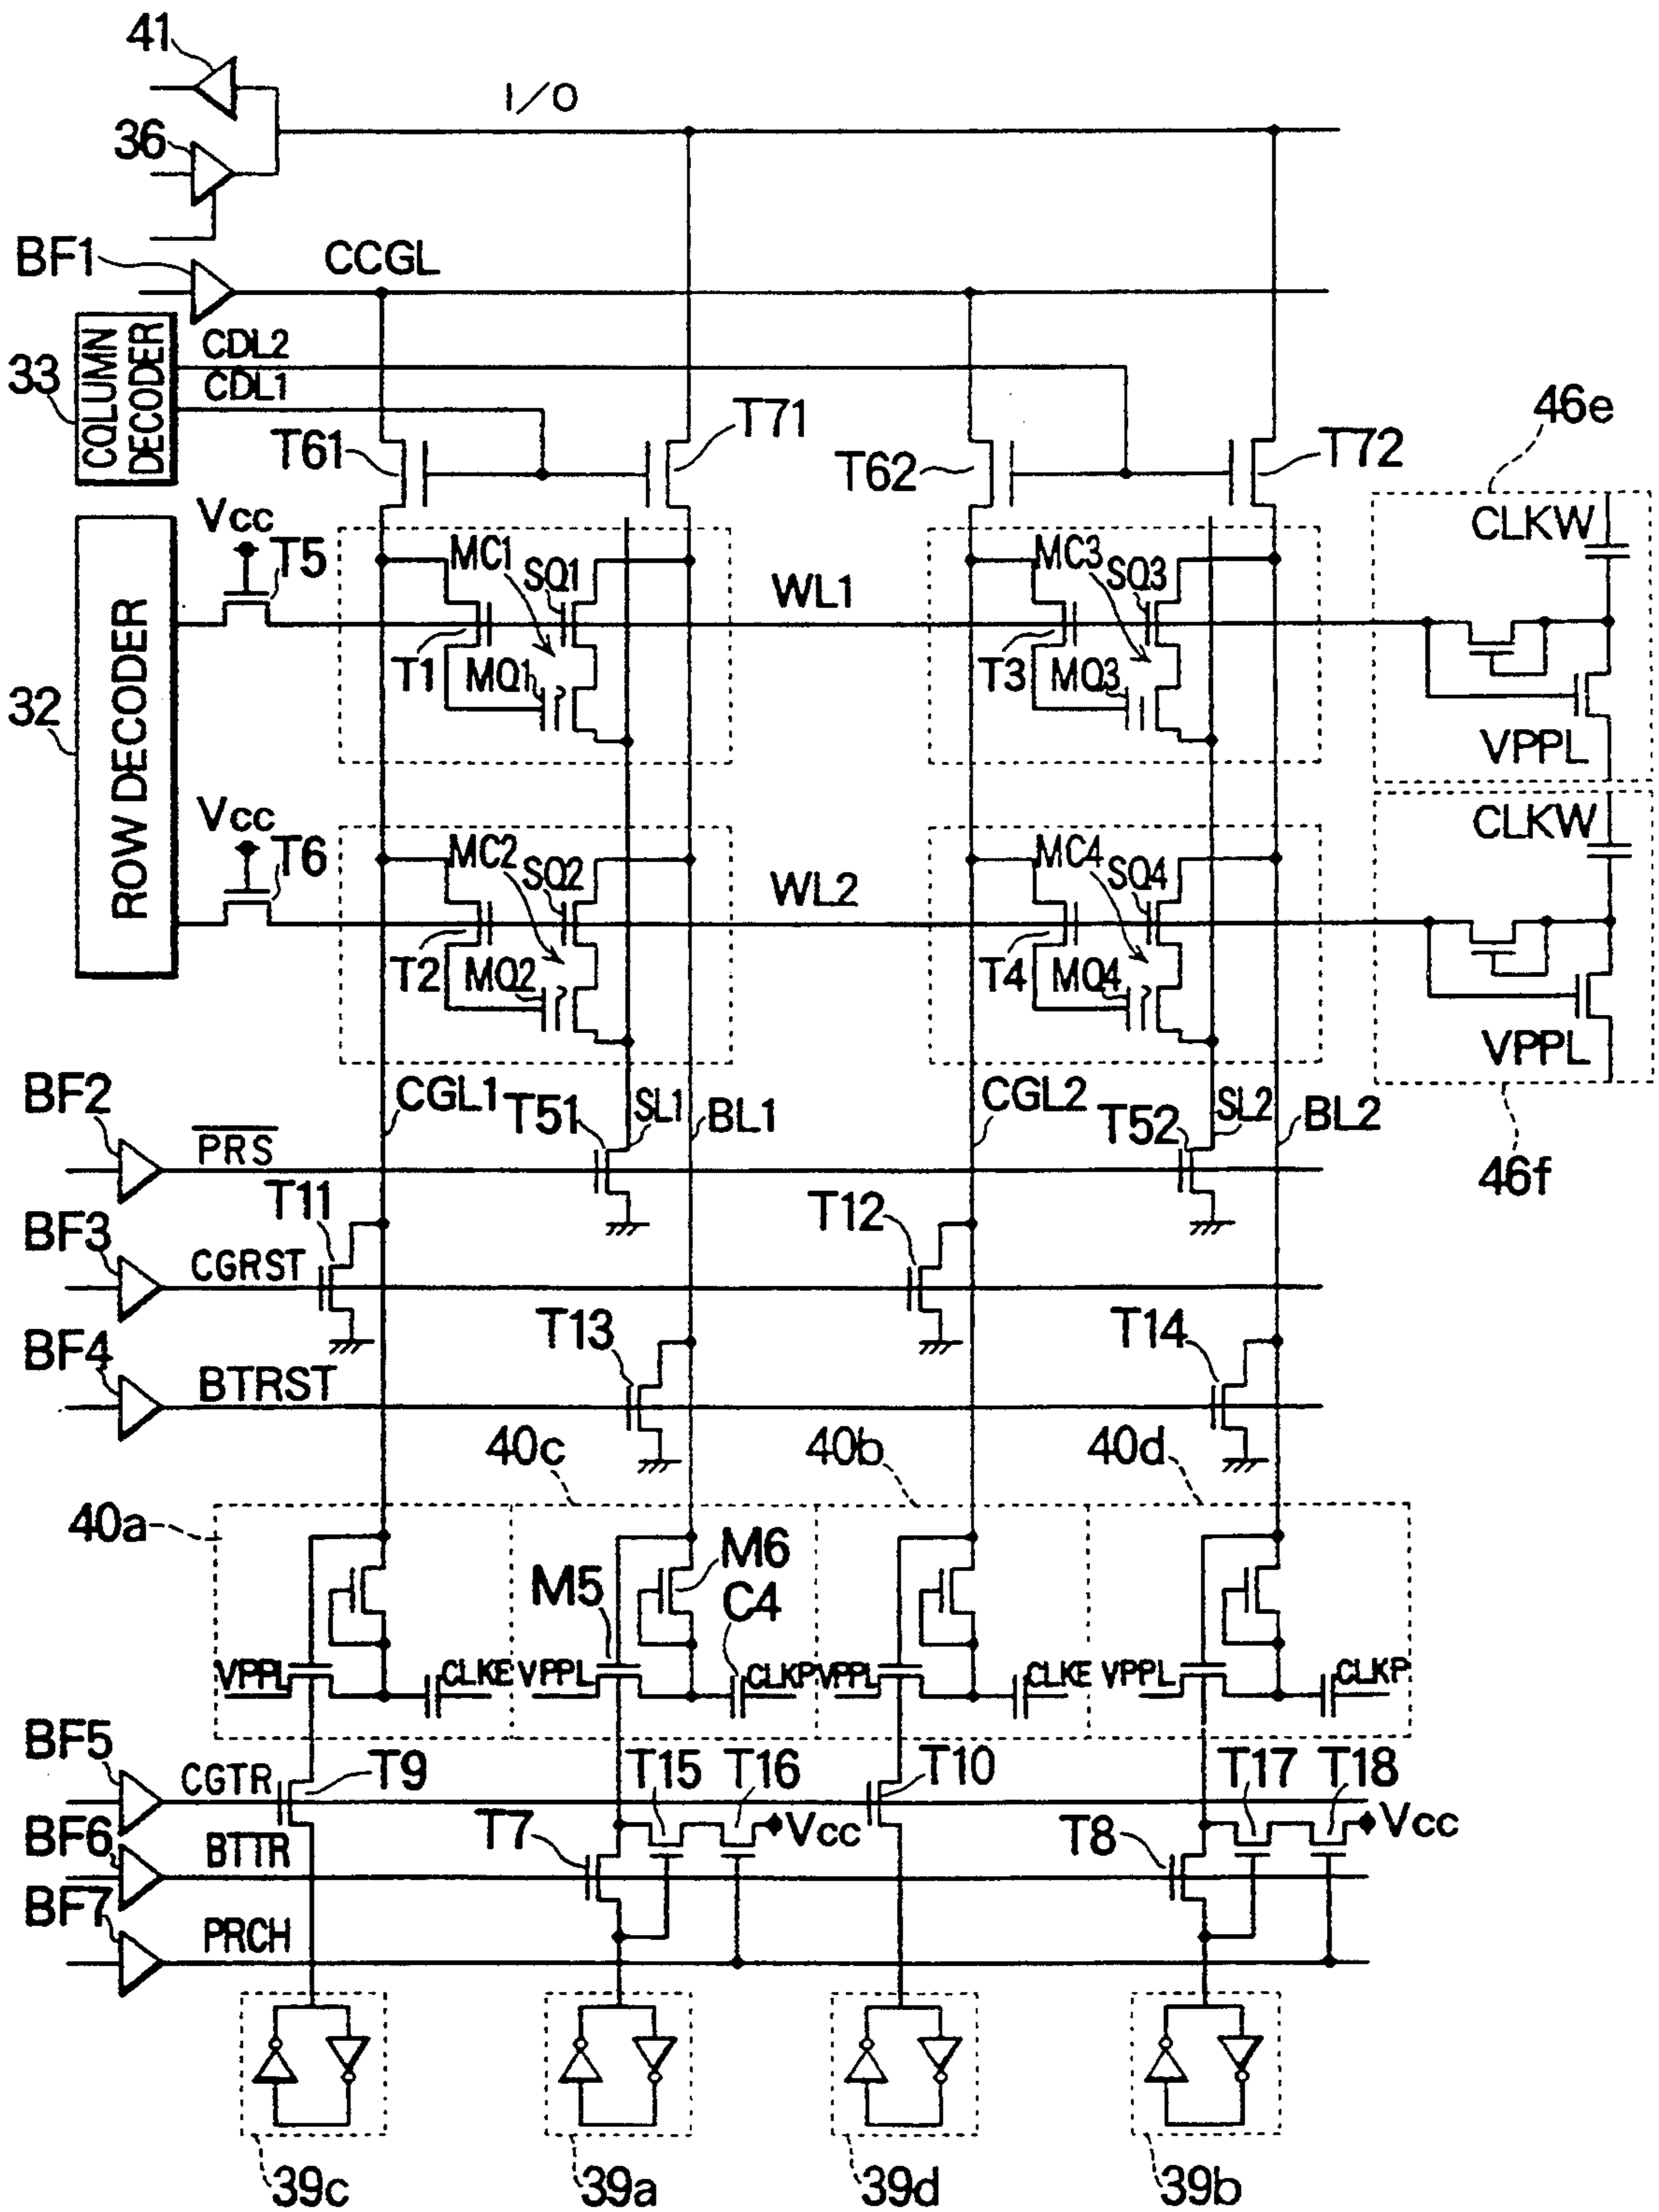 41
I/O
36
BF1
CCGL
33
CQLUMN
DECODER
CDL2
CDL1
T61
T71
T62
T72
46e
Vcc
T5
MC1
SQ1
WL1
MC3
SQ3
CLKW
T1
MQ1
T3
MQ3
VPPL
32
ROW DECODER
Vcc
T6
MC2
SQ2
WL2
MC4
SQ4
CLKW
T2
MQ2
T4
MQ4
VPPL
46f
BF2
PRS
CGL1
T51
SL1
BL1
CGL2
T52
SL2
BL2
BF3
CGRST
T11
T12
BF4
BTRST
T13
T14
40a
40c
40b
40d
M5
M6
C4
VPPL
CLKE
VPPL
CLKP
VPPL
CLKE
VPPL
CLKP
BF5
CGTR
T9
T15
T16
T10
T17
T18
BF6
BTTR
T7
Vcc
T8
Vcc
BF7
PRCH
39c
39a
39d
39b